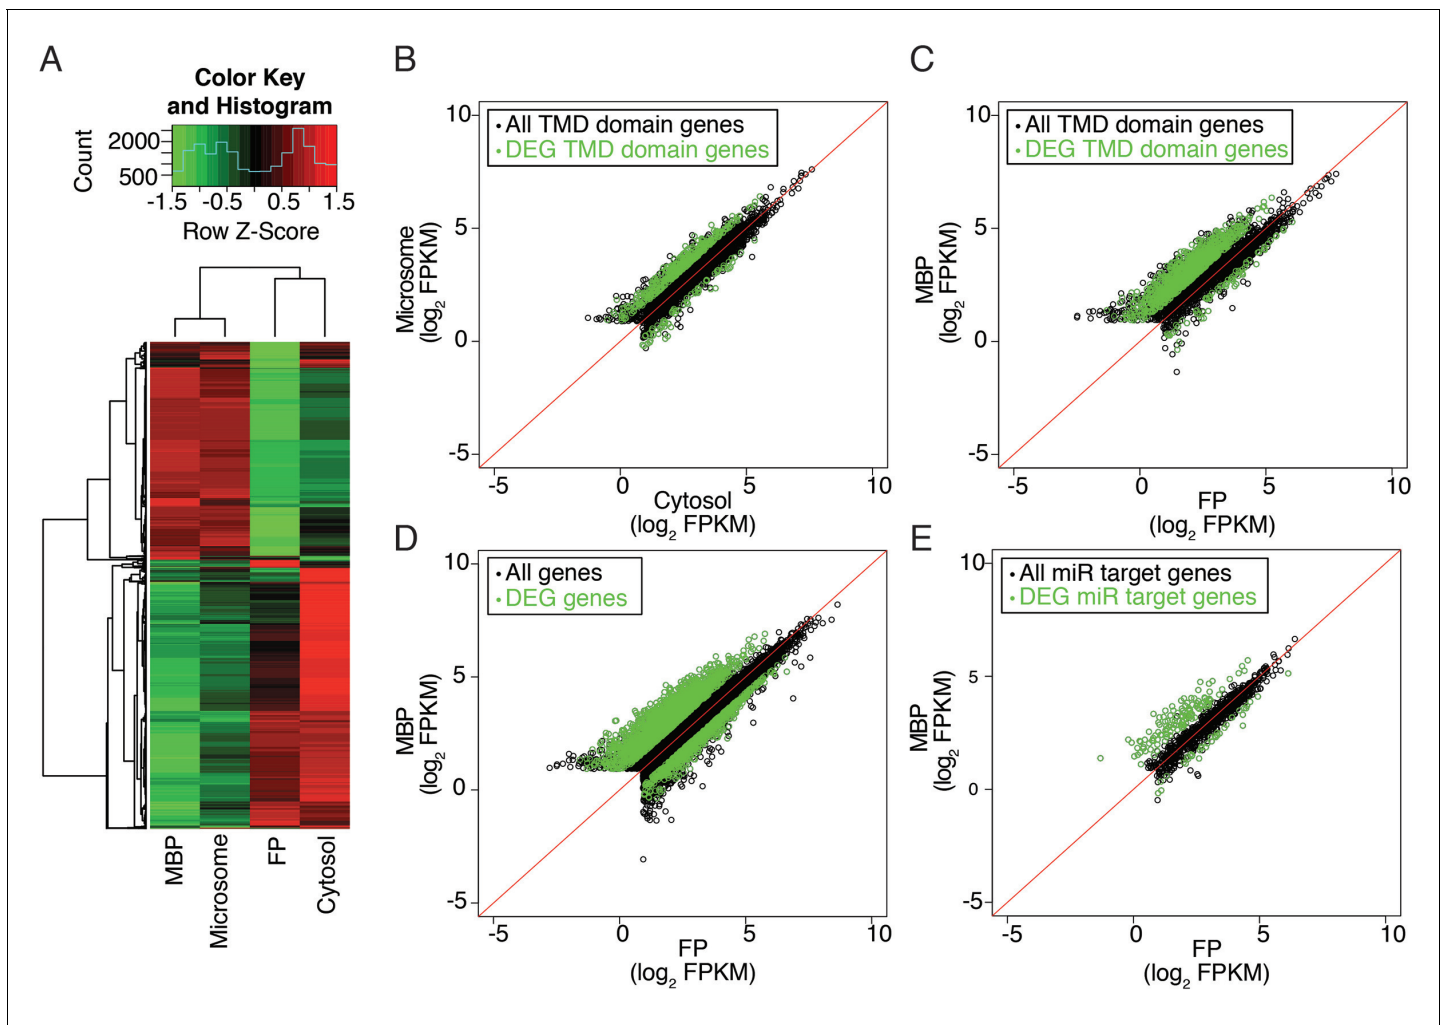 A
Color Key
and Histogram
Count
2000
500
-1.5 -0.5 0.5 1.5
Row Z-Score
MBP
Microsome
FP
Cytosol
B
10
5
0
-5
Microsome
(log2 FPKM)
All TMD domain genes
DEG TMD domain genes
-5 0 5 10
Cytosol
(log2 FPKM)
C
10
5
0
-5
MBP
(log2 FPKM)
All TMD domain genes
DEG TMD domain genes
-5 0 5 10
FP
(log2 FPKM)
D
10
5
0
-5
MBP
(log2 FPKM)
All genes
DEG genes
-5 0 5 10
FP
(log2 FPKM)
E
10
5
0
-5
MBP
(log2 FPKM)
All miR target genes
DEG miR target genes
-5 0 5 10
FP
(log2 FPKM)